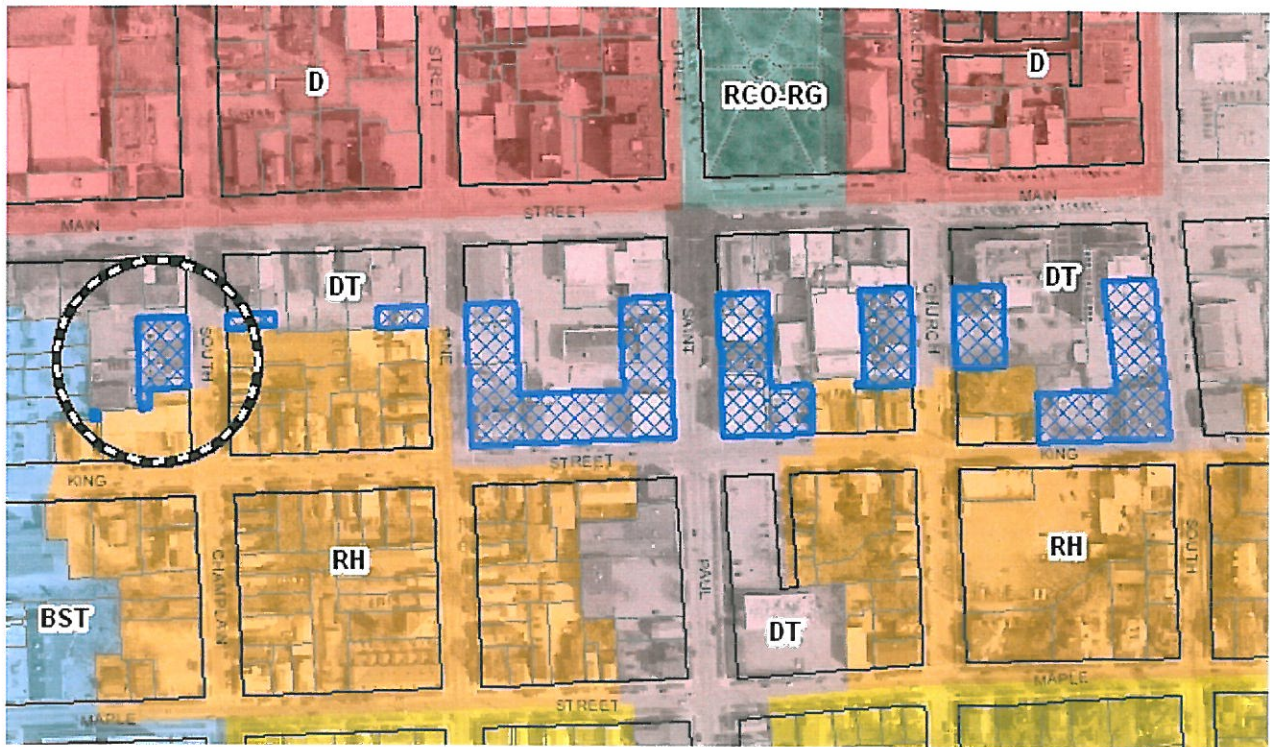 D
STREET
STREET
RCO-RG
D
MAIN
STREET
MAIN
DT
SOUTH
PINE
SAINT
CHURCH
DT
KING
STREET
KING
BST
CHAMPLAIN
RH
PAUL
DT
RH
SOUTH
MAPLE
STREET
MAPLE